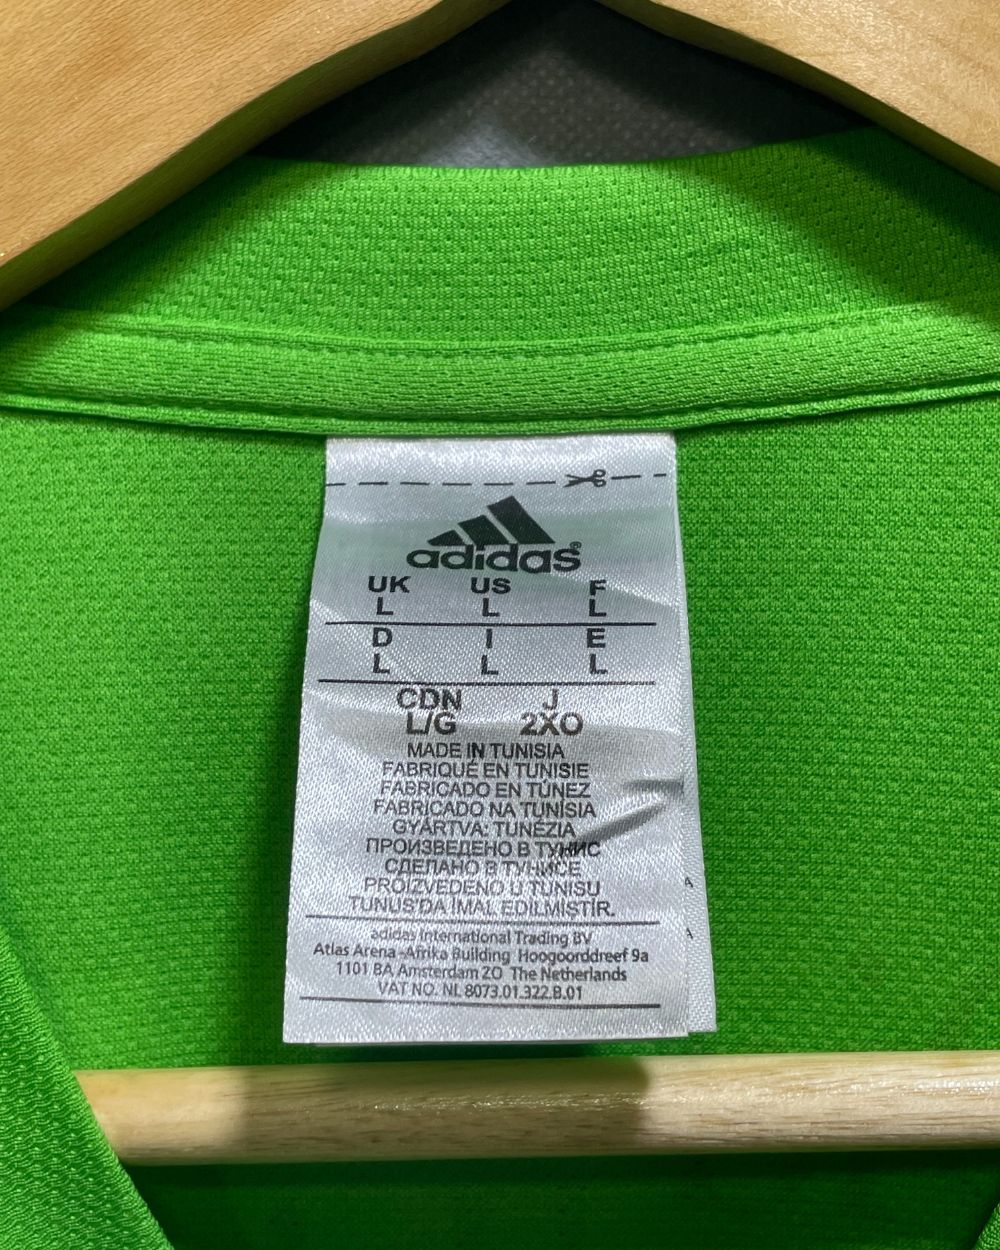 adidas®
UK US F
L L L
D I E
L L L
CDN J
L/G 2XO
MADE IN TUNISIA
FABRIQUÉ EN TUNISIE
FABRICADO EN TÚNEZ
FABRICADO NA TUNÍSIA
GYÁRTVA: TUNÉZIA
ПРОИЗВЕДЕНО В ТУНИС
СДЕЛАНО В ТУНИСЕ
PROIZVEDENO U TUNISU
TUNUS'DA İMAL EDİLMİŞTİR.
adidas International Trading BV
Atlas Arena -Afrika Building Hoogoorddreef 9a
1101 BA Amsterdam ZO The Netherlands
VAT NO. NL 8073.01.322.B.01